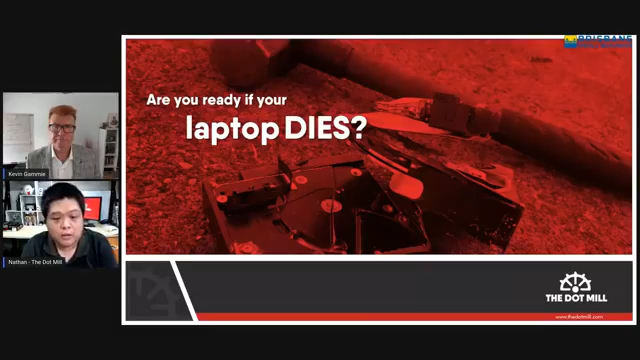 BRISBANE
Are you ready if your
laptop DIES?
Kevin Gammie
Nathan - The Dot Mill
THE DOT MILL
www.thedotmill.com